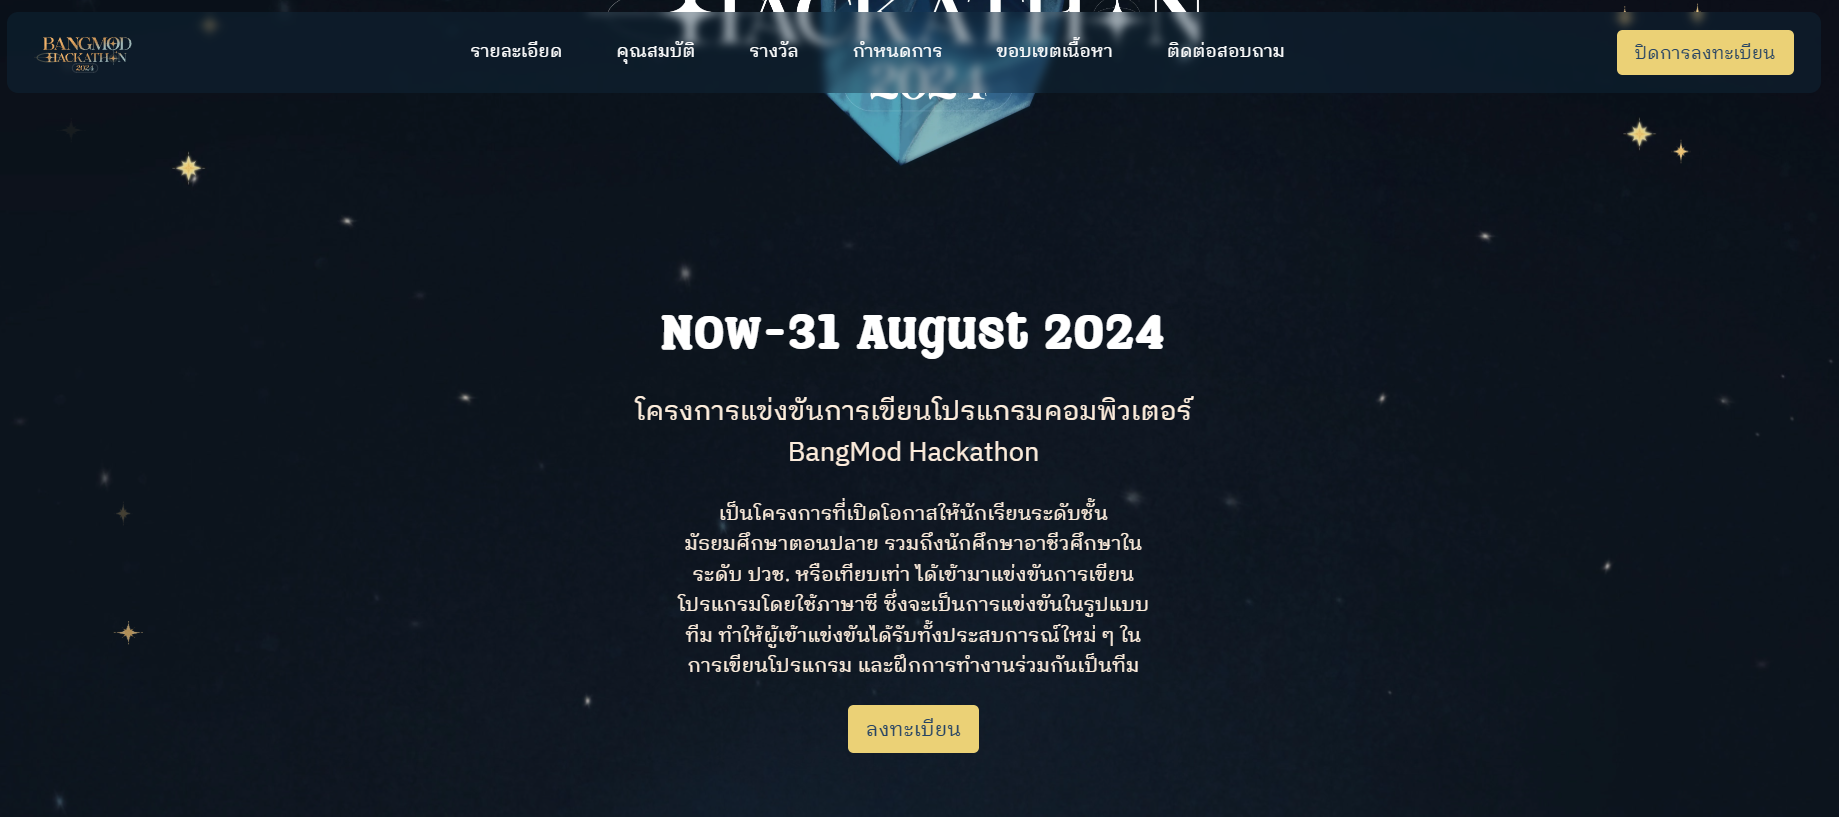 HACKATHON
2024
BANGMOD
HACKATHON
2024
รายละเอียด
คุณสมบัติ
รางวัล
กำหนดการ
ขอบเขตเนื้อหา
ติดต่อสอบถาม
ปิดการลงทะเบียน
Now-31 August 2024
โครงการแข่งขันการเขียนโปรแกรมคอมพิวเตอร์
BangMod Hackathon
เป็นโครงการที่เปิดโอกาสให้นักเรียนระดับชั้น
มัธยมศึกษาตอนปลาย รวมถึงนักศึกษาอาชีวศึกษาใน
ระดับ ปวช. หรือเทียบเท่า ได้เข้ามาแข่งขันการเขียน
โปรแกรมโดยใช้ภาษาซี ซึ่งจะเป็นการแข่งขันในรูปแบบ
ทีม ทำให้ผู้เข้าแข่งขันได้รับทั้งประสบการณ์ใหม่ ๆ ใน
การเขียนโปรแกรม และฝึกการทำงานร่วมกันเป็นทีม
ลงทะเบียน